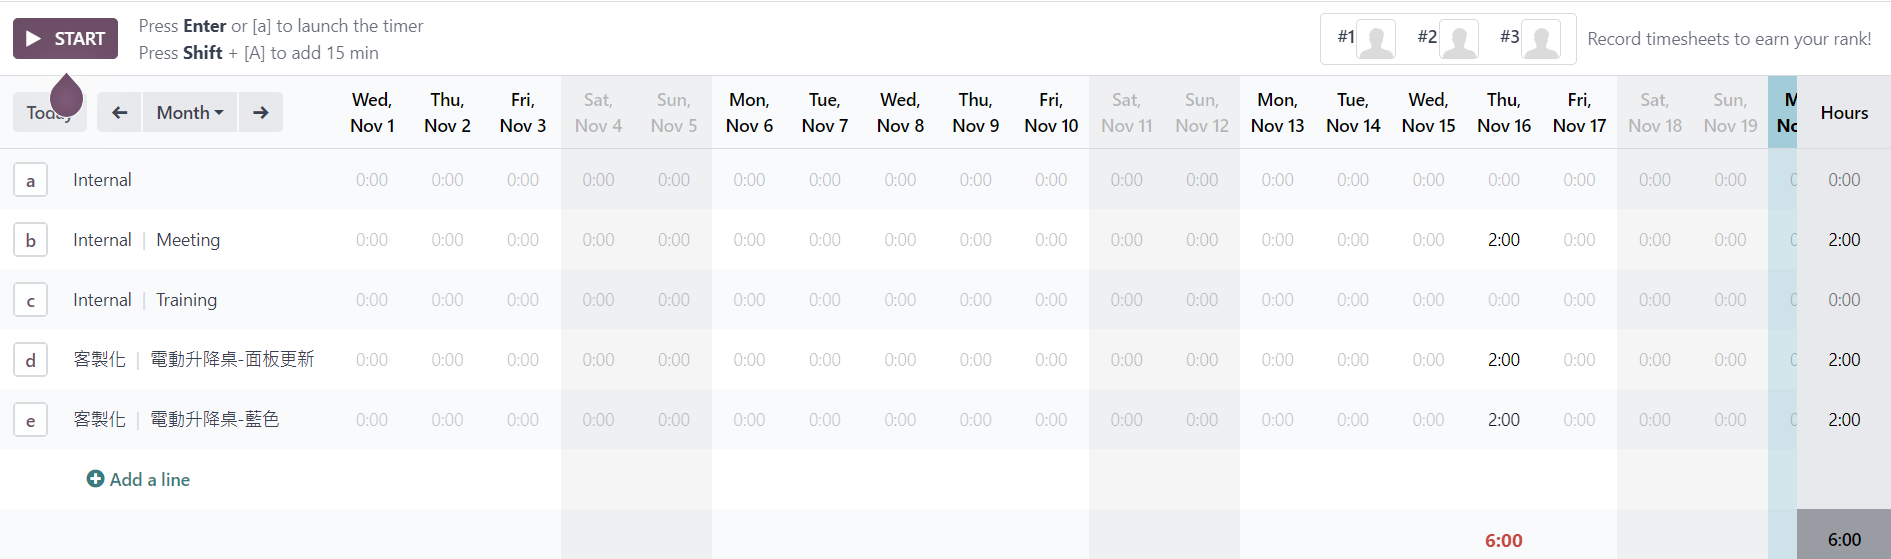 START
Press Enter or [a] to launch the timer
Press Shift + [A] to add 15 min
#1 #2 #3
Record timesheets to earn your rank!
Month
Wed, Nov 1
Thu, Nov 2
Fri, Nov 3
Sat, Nov 4
Sun, Nov 5
Mon, Nov 6
Tue, Nov 7
Wed, Nov 8
Thu, Nov 9
Fri, Nov 10
Sat, Nov 11
Sun, Nov 12
Mon, Nov 13
Tue, Nov 14
Wed, Nov 15
Thu, Nov 16
Fri, Nov 17
Sat, Nov 18
Sun, Nov 19
Hours
a Internal 0:00 0:00 0:00 0:00 0:00 0:00 0:00 0:00 0:00 0:00 0:00 0:00 0:00 0:00 0:00 0:00 0:00 0:00 0:00 0:00
b Internal | Meeting 0:00 0:00 0:00 0:00 0:00 0:00 0:00 0:00 0:00 0:00 0:00 0:00 0:00 0:00 0:00 2:00 0:00 0:00 0:00 2:00
c Internal | Training 0:00 0:00 0:00 0:00 0:00 0:00 0:00 0:00 0:00 0:00 0:00 0:00 0:00 0:00 0:00 0:00 0:00 0:00 0:00 0:00
d 客製化 | 電動升降桌-面板更新 0:00 0:00 0:00 0:00 0:00 0:00 0:00 0:00 0:00 0:00 0:00 0:00 0:00 0:00 0:00 2:00 0:00 0:00 0:00 2:00
e 客製化 | 電動升降桌-藍色 0:00 0:00 0:00 0:00 0:00 0:00 0:00 0:00 0:00 0:00 0:00 0:00 0:00 0:00 0:00 2:00 0:00 0:00 0:00 2:00
Add a line
6:00 6:00